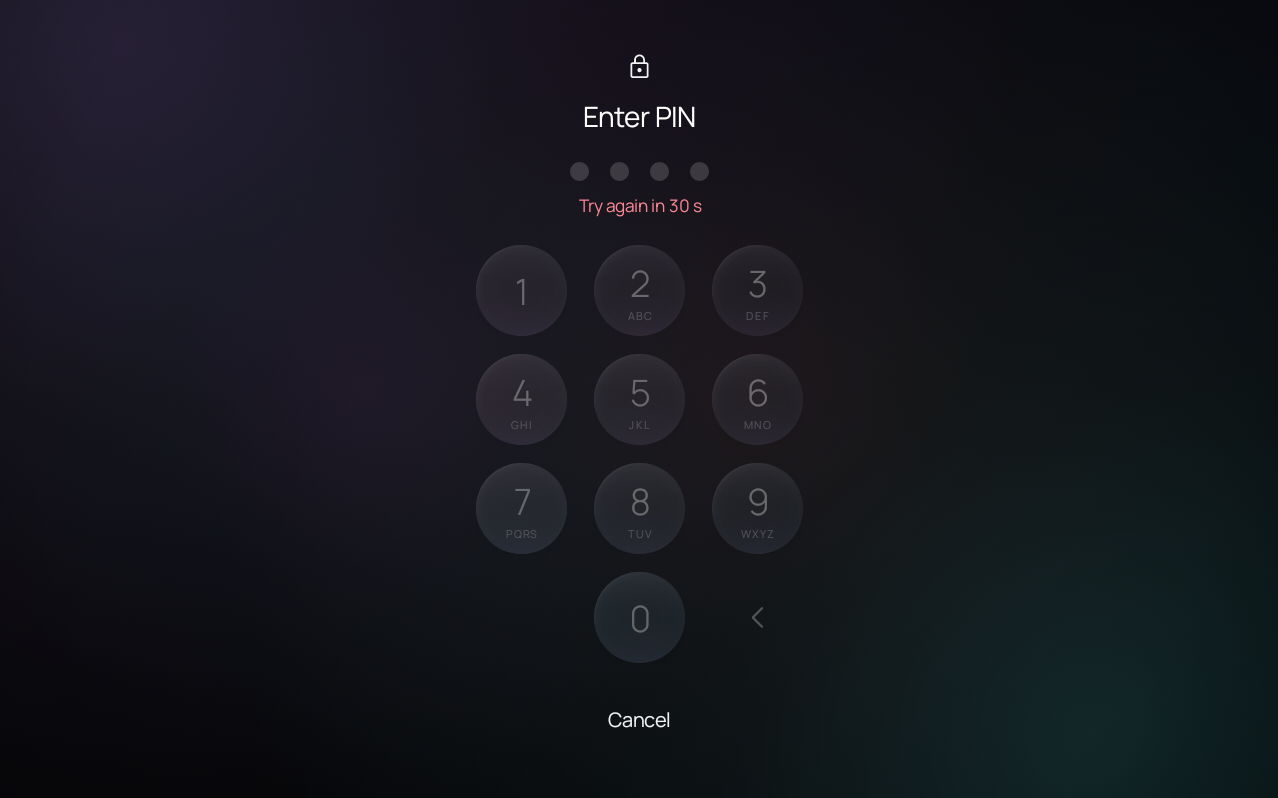 Enter PIN
Try again in 30 s
1
2
3
ABC
DEF
4
5
6
GHI
JKL
MNO
7
8
9
PQRS
TUV
WXYZ
0
Cancel